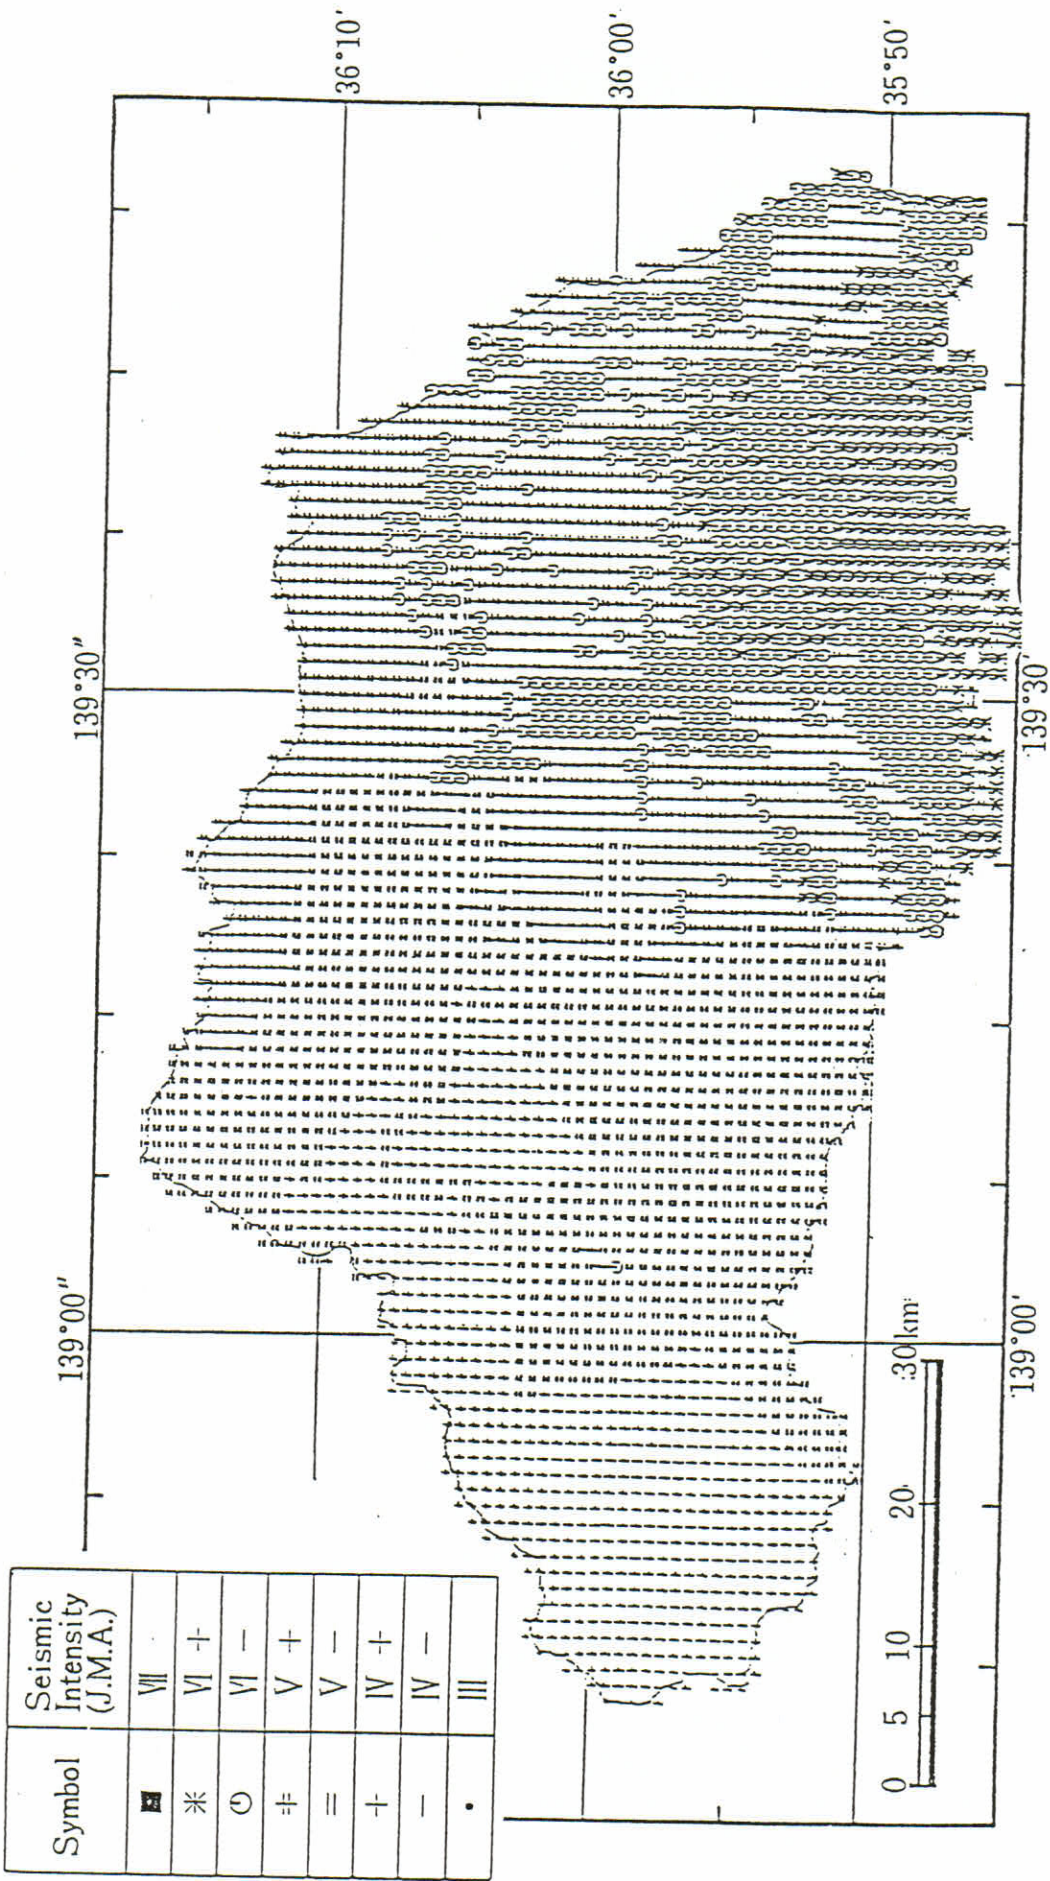 139°00″
139°30″
36°10′
36°00′
35°50′
139°00′
139°30′
0 5 10 20 30km
Symbol Seismic
Intensity
(J.M.A.)
■ Ⅶ
✳ Ⅵ +
Ⅵ −
⧧ Ⅴ +
= Ⅴ −
+ Ⅳ +
− Ⅳ −
• Ⅲ